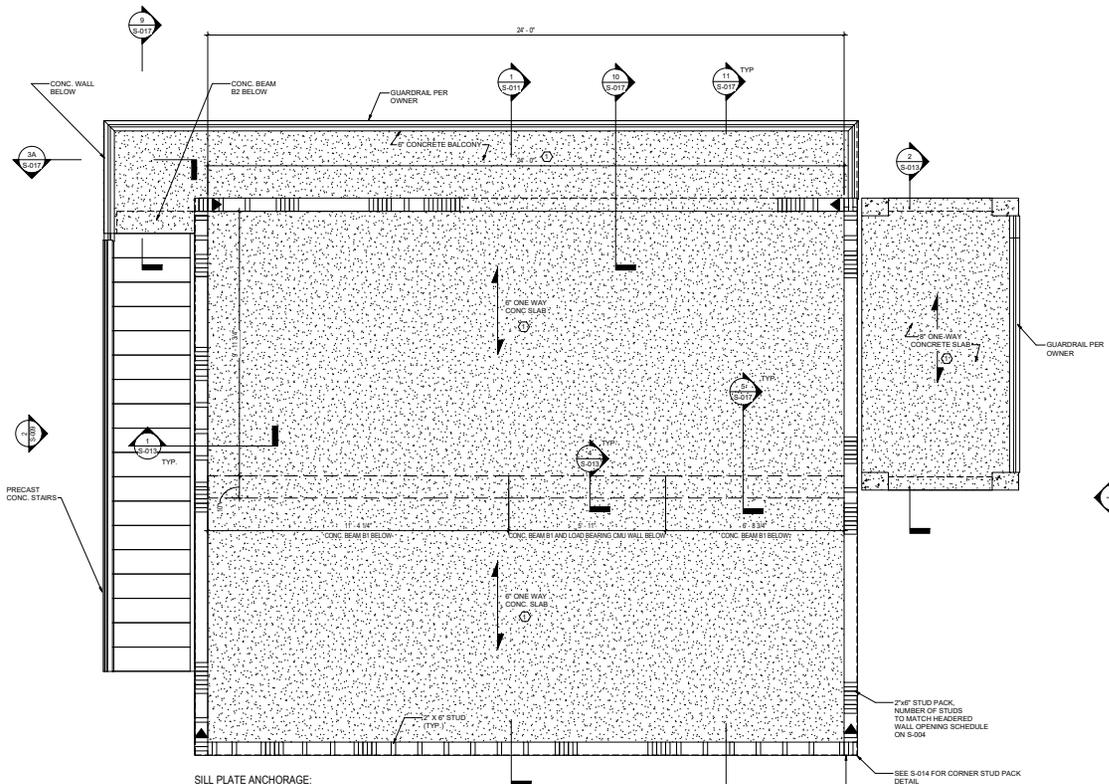 9
S-017
24' - 0"
CONC. WALL
BELOW
CONC. BEAM
B2 BELOW
GUARDRAIL PER
OWNER
1
S-011
10
S-017
11
S-017
TYP
3A
S-017
6" CONCRETE BALCONY
1
24' - 0"
2
S-013
6" ONE WAY
CONC SLAB
1
8" ONE-WAY
CONCRETE SLAB
1
GUARDRAIL PER
OWNER
5
S-017
TYP.
2
S-009
1
S-013
TYP.
4
S-013
TYP.
PRECAST
CONC. STAIRS
11' - 4 1/4"
CONC. BEAM B1 BELOW
5' - 11"
CONC. BEAM B1 AND LOAD BEARING CMU WALL BELOW
6' - 8 3/4"
CONC. BEAM B1 BELOW
6" ONE WAY
CONC. SLAB
1
2" X 6" STUD
(TYP.)
2"x6" STUD PACK,
NUMBER OF STUDS
TO MATCH HEADERED
WALL OPENING SCHEDULE
ON S-004
SEE S-014 FOR CORNER STUD PACK
DETAIL
SILL PLATE ANCHORAGE: